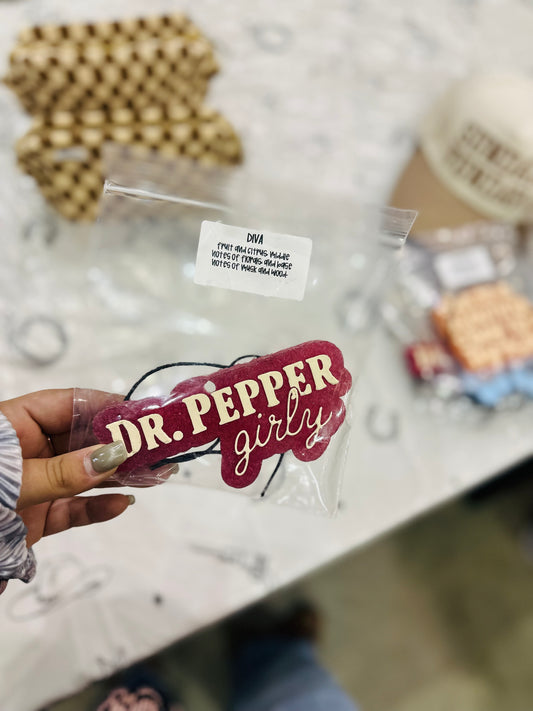 DIVA
fruit and citrus; middle
notes of florals; and base
notes of musk and wood
DR. PEPPER
girly